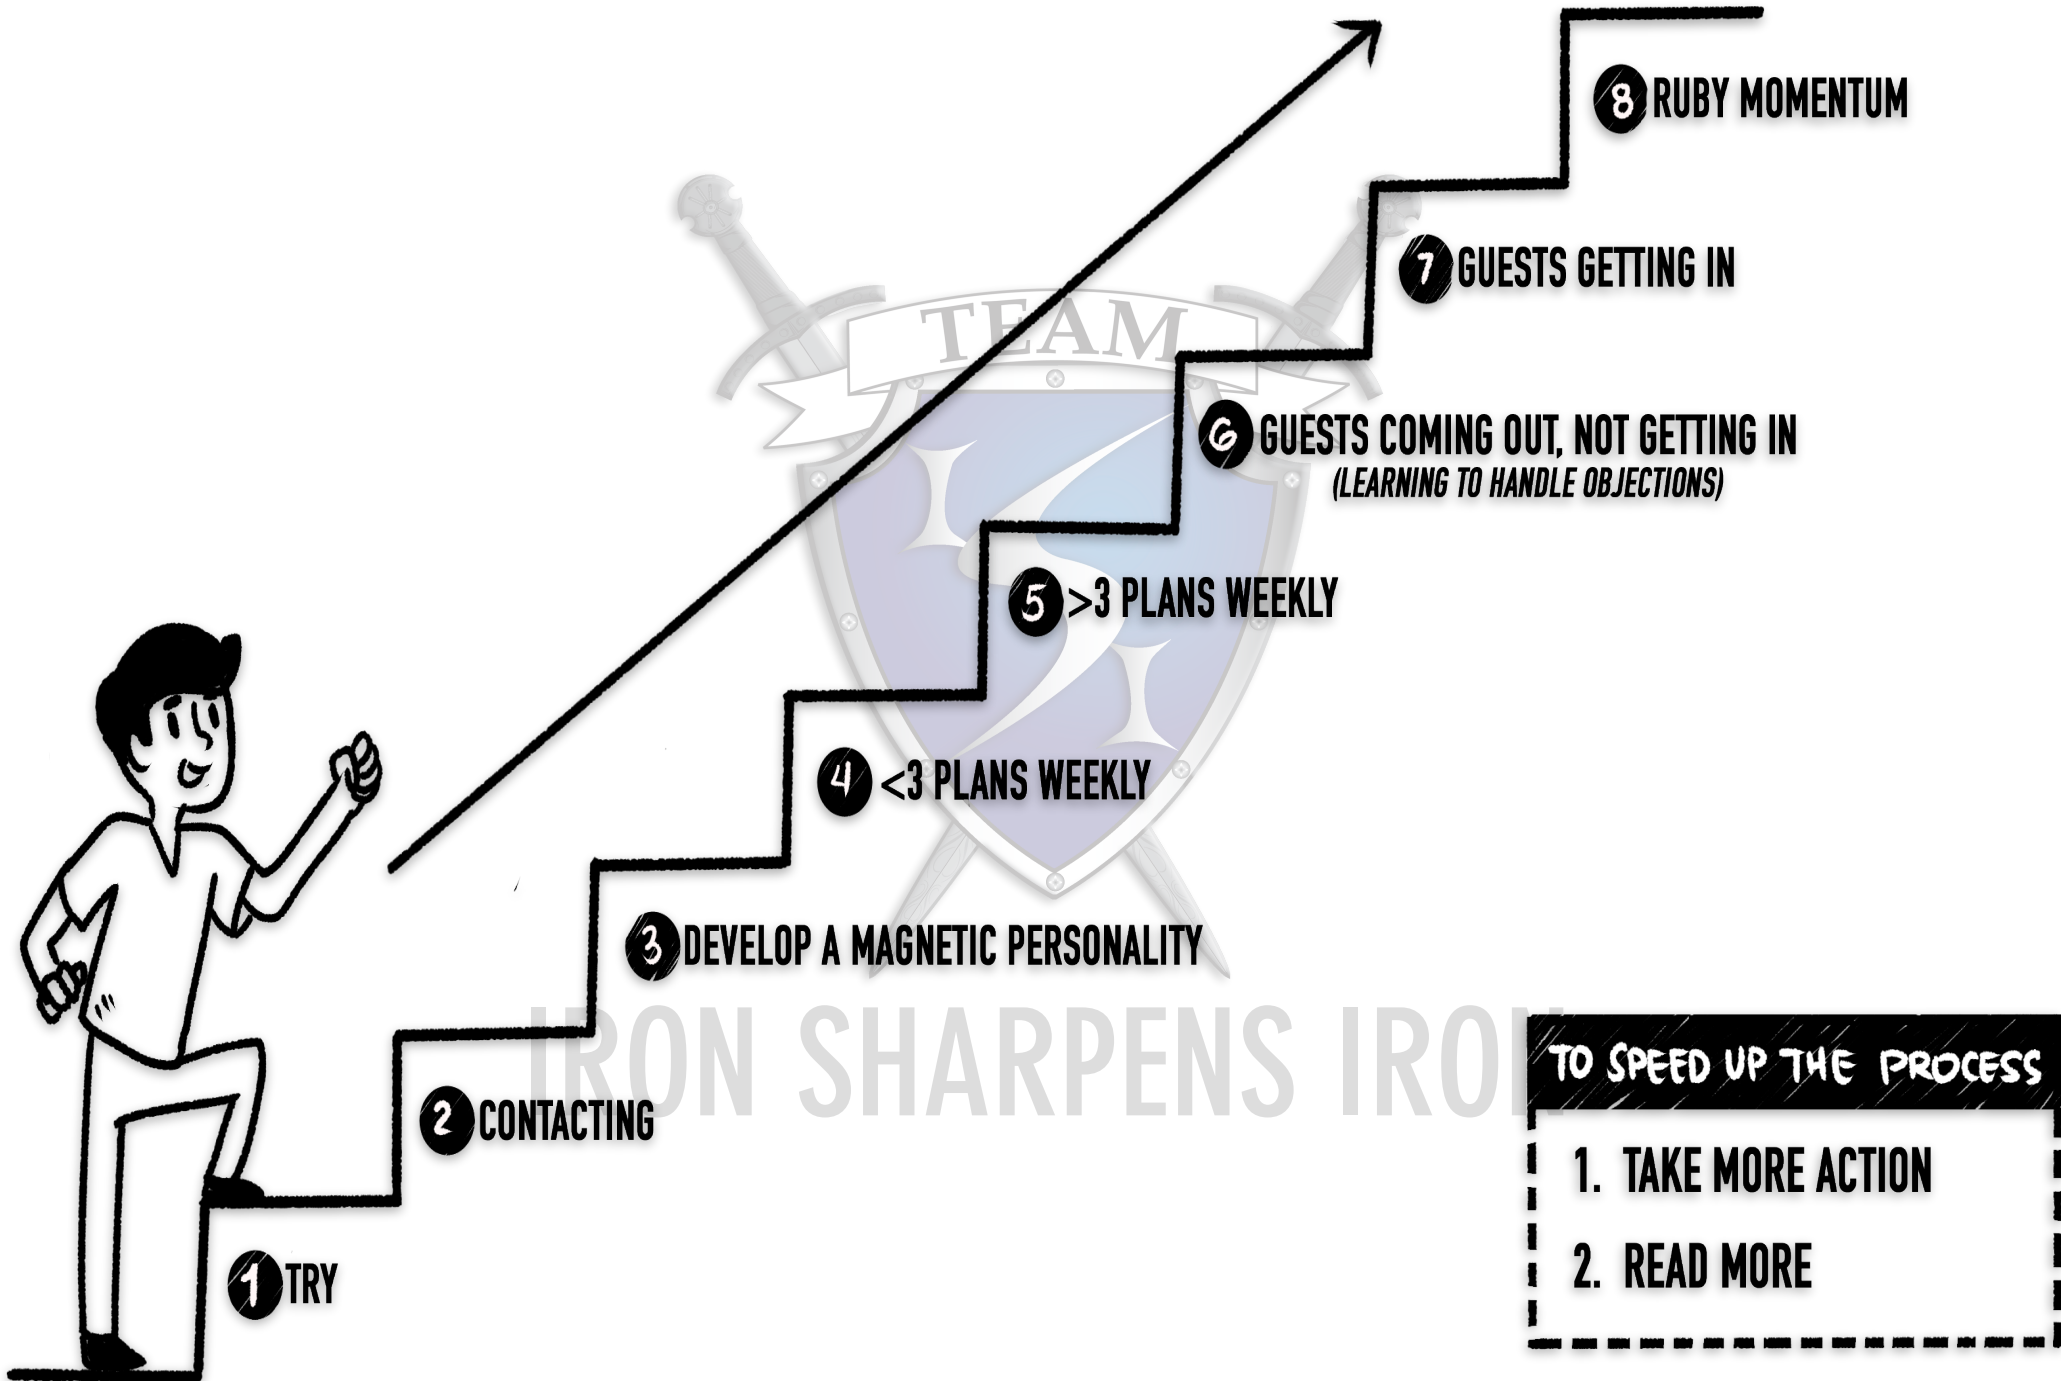 8 RUBY MOMENTUM
7 GUESTS GETTING IN
TEAM
6 GUESTS COMING OUT, NOT GETTING IN
(LEARNING TO HANDLE OBJECTIONS)
5 >3 PLANS WEEKLY
4 <3 PLANS WEEKLY
3 DEVELOP A MAGNETIC PERSONALITY
IRON SHARPENS IRON
2 CONTACTING
1 TRY
TO SPEED UP THE PROCESS
1. TAKE MORE ACTION
2. READ MORE